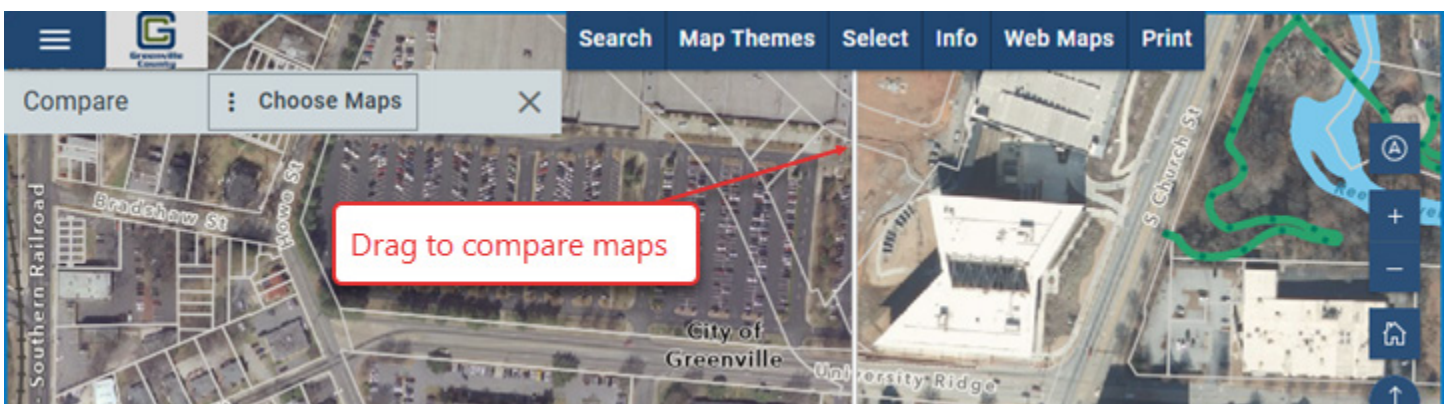 Greenville
County
Search
Map Themes
Select
Info
Web Maps
Print
Compare
Choose Maps
Drag to compare maps
Bradshaw St
Howe St
- Southern Railroad
City of
Greenville
University Ridge
S Church St
S